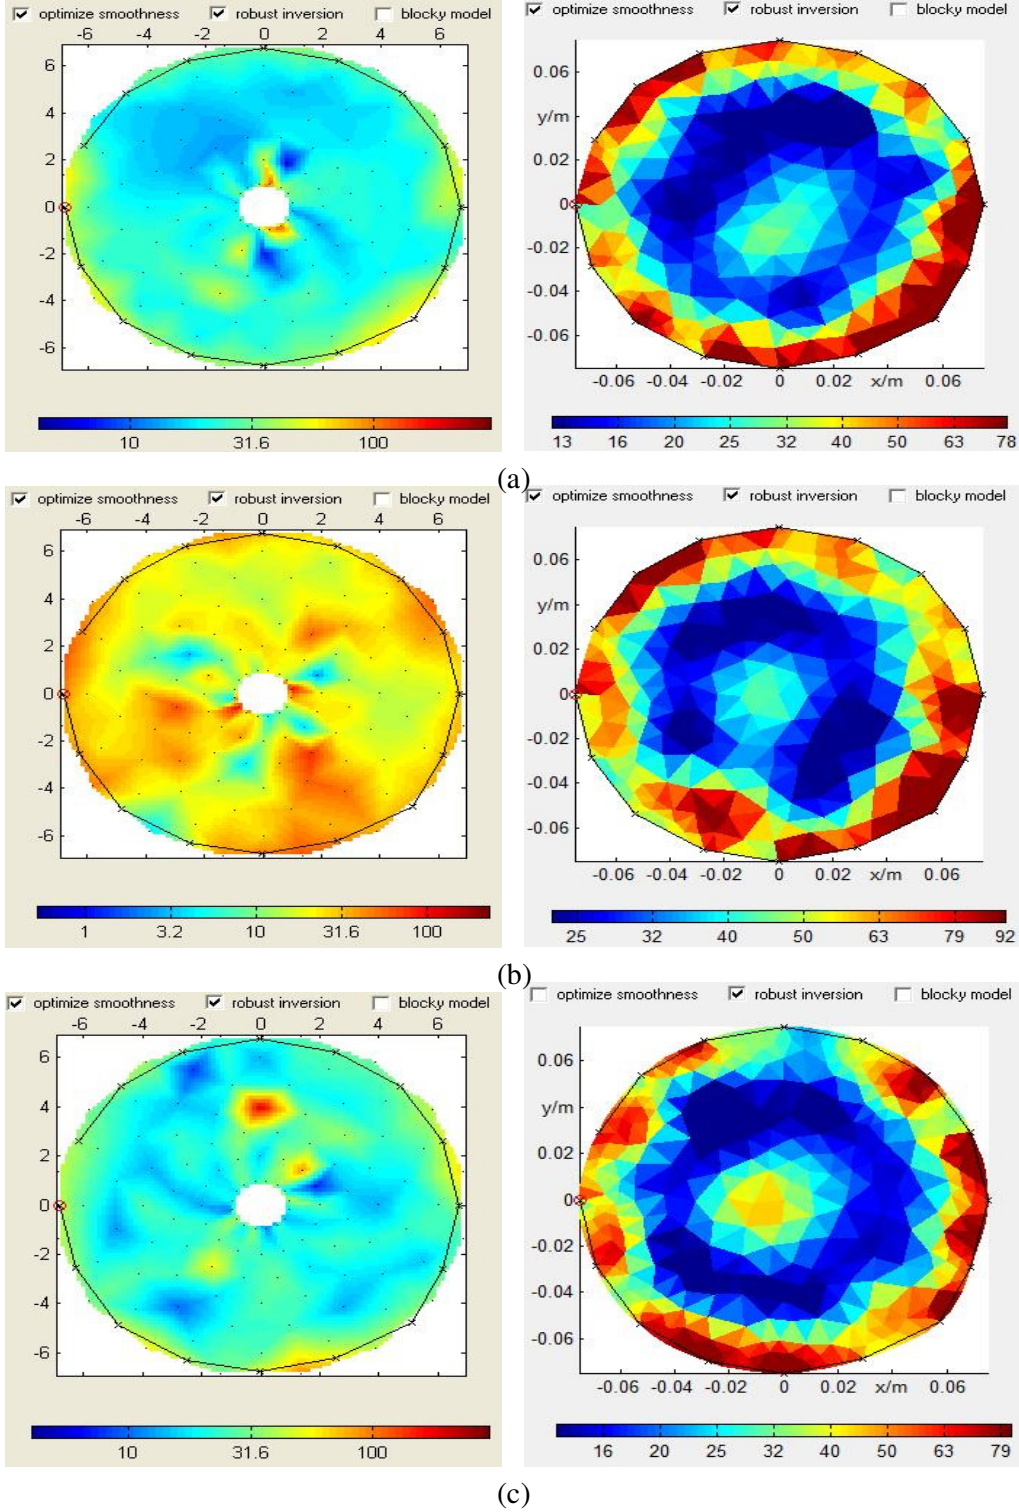 optimize smoothness robust inversion blocky model
-6 -4 -2 0 2 4 6
6
4
2
0
-2
-4
-6
10 31.6 100
optimize smoothness robust inversion blocky model
0.06
y/m
0.02
0
-0.02
-0.04
-0.06
-0.06 -0.04 -0.02 0 0.02 x/m 0.06
13 16 20 25 32 40 50 63 78
(a)
optimize smoothness robust inversion blocky model
-6 -4 -2 0 2 4 6
6
4
2
0
-2
-4
-6
1 3.2 10 31.6 100
optimize smoothness robust inversion blocky model
0.06
y/m
0.02
0
-0.02
-0.04
-0.06
-0.06 -0.04 -0.02 0 0.02 x/m 0.06
25 32 40 50 63 79 92
(b)
optimize smoothness robust inversion blocky model
-6 -4 -2 0 2 4 6
6
4
2
0
-2
-4
-6
10 31.6 100
optimize smoothness robust inversion blocky model
0.06
y/m
0.02
0
-0.02
-0.04
-0.06
-0.06 -0.04 -0.02 0 0.02 x/m 0.06
16 20 25 32 40 50 63 79
(c)